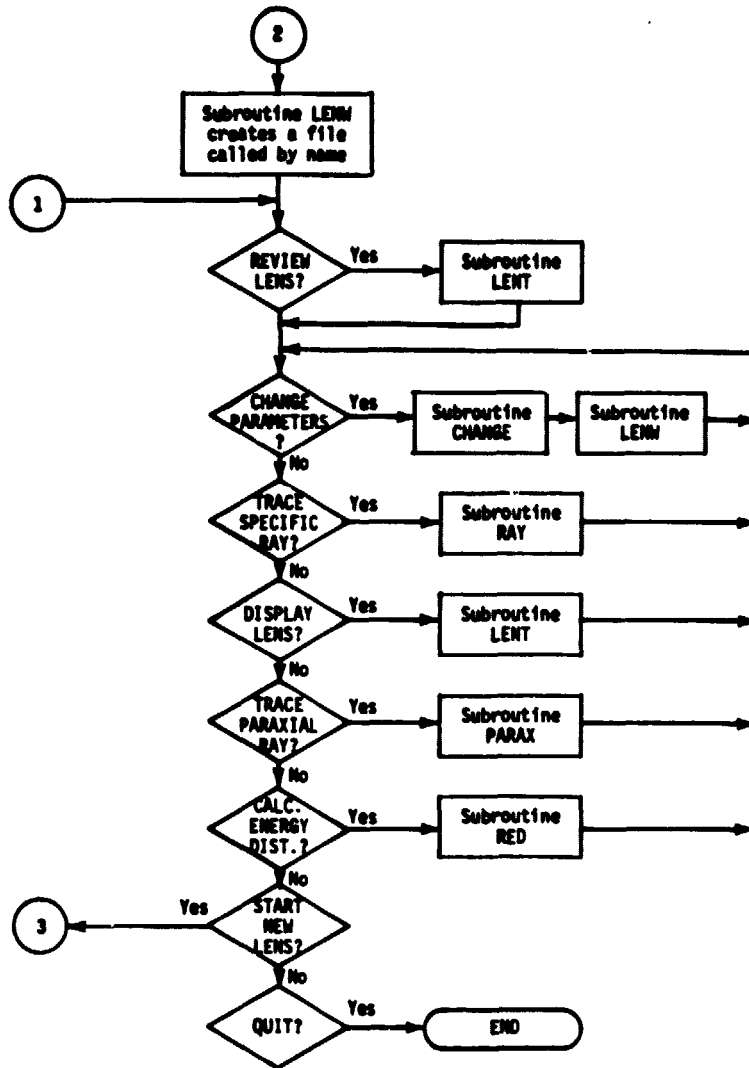 2
Subroutine LENW
creates a file
called by name
1
REVIEW
LENS?
Yes
Subroutine
LENT
CHANGE
PARAMETERS
?
Yes
Subroutine
CHANGE
Subroutine
LENW
No
TRACE
SPECIFIC
RAY?
Yes
Subroutine
RAY
No
DISPLAY
LENS?
Yes
Subroutine
LENT
No
TRACE
PARAXIAL
RAY?
Yes
Subroutine
PARAX
No
CALC.
ENERGY
DIST.?
Yes
Subroutine
RED
No
START
NEW
LENS?
Yes
3
No
QUIT?
Yes
END